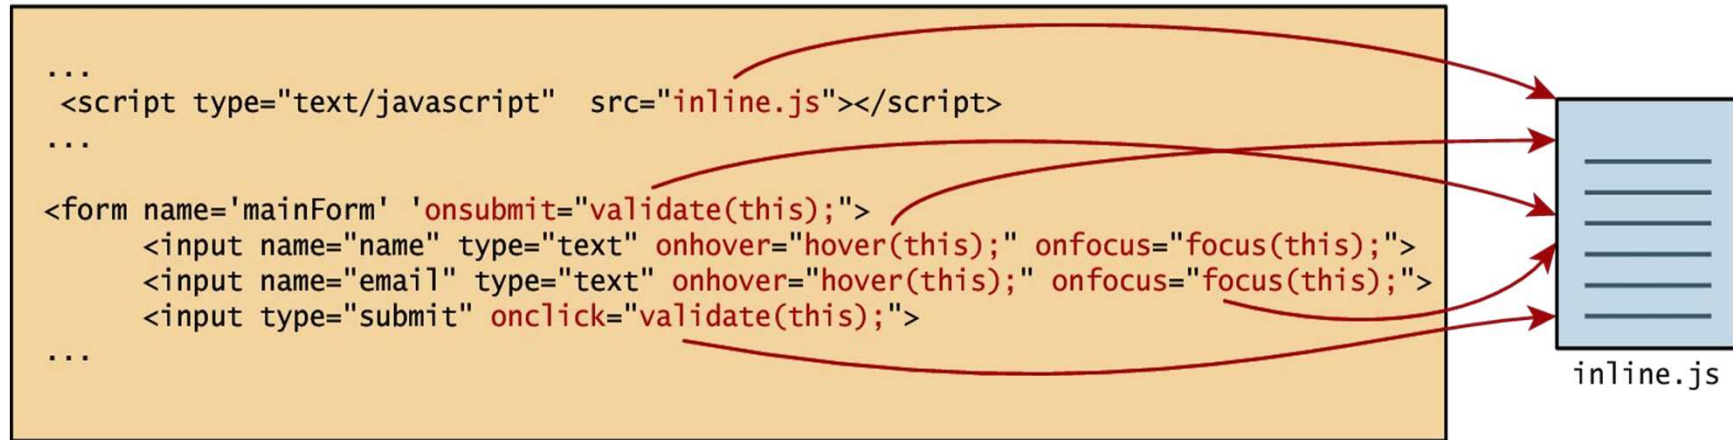 ...
<script type="text/javascript"  src="inline.js"></script>
...
<form name='mainForm' 'onsubmit="validate(this);">
<input name="name" type="text" onhover="hover(this);" onfocus="focus(this);">
<input name="email" type="text" onhover="hover(this);" onfocus="focus(this);">
<input type="submit" onclick="validate(this);">
...
inline.js